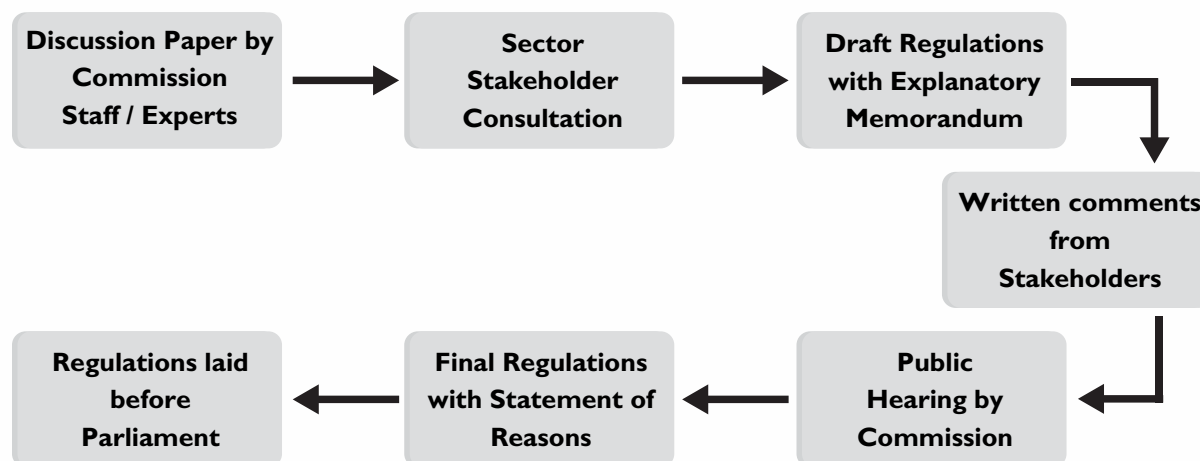 Discussion Paper by
Commission
Staff / Experts
Sector
Stakeholder
Consultation
Draft Regulations
with Explanatory
Memorandum
Written comments
from
Stakeholders
Public
Hearing by
Commission
Final Regulations
with Statement of
Reasons
Regulations laid
before
Parliament